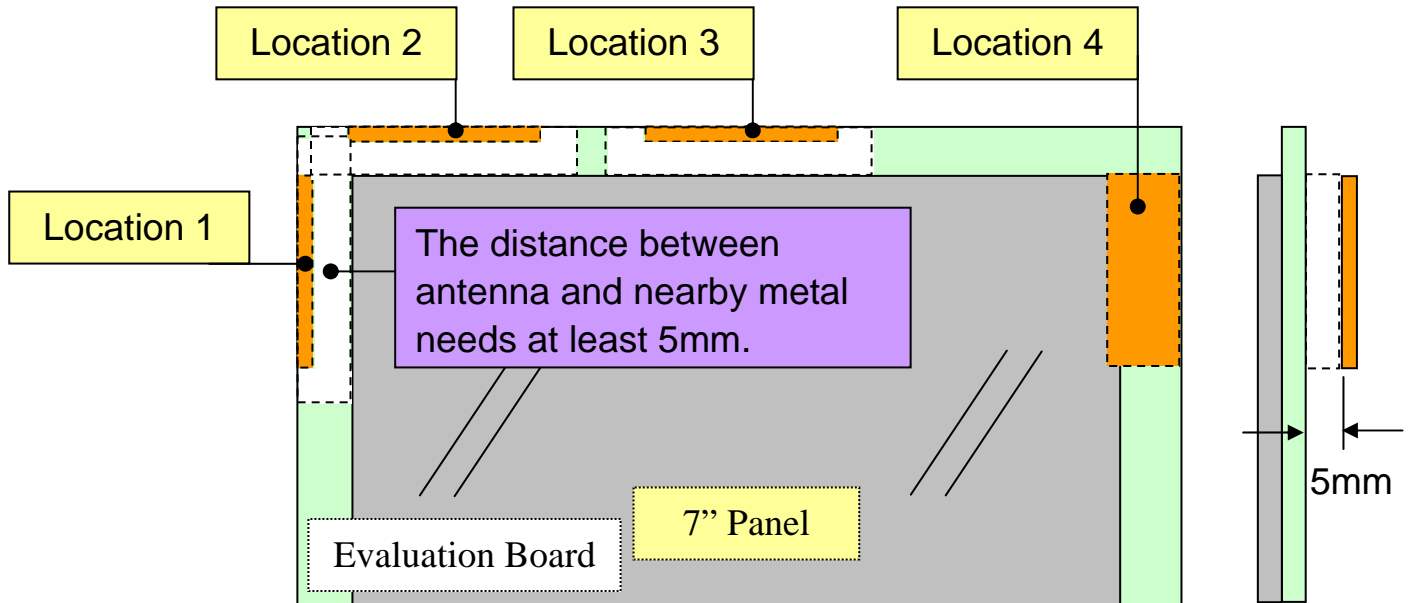 Location 2
Location 3
Location 4
Location 1
The distance between
antenna and nearby metal
needs at least 5mm.
5mm
7” Panel
Evaluation Board